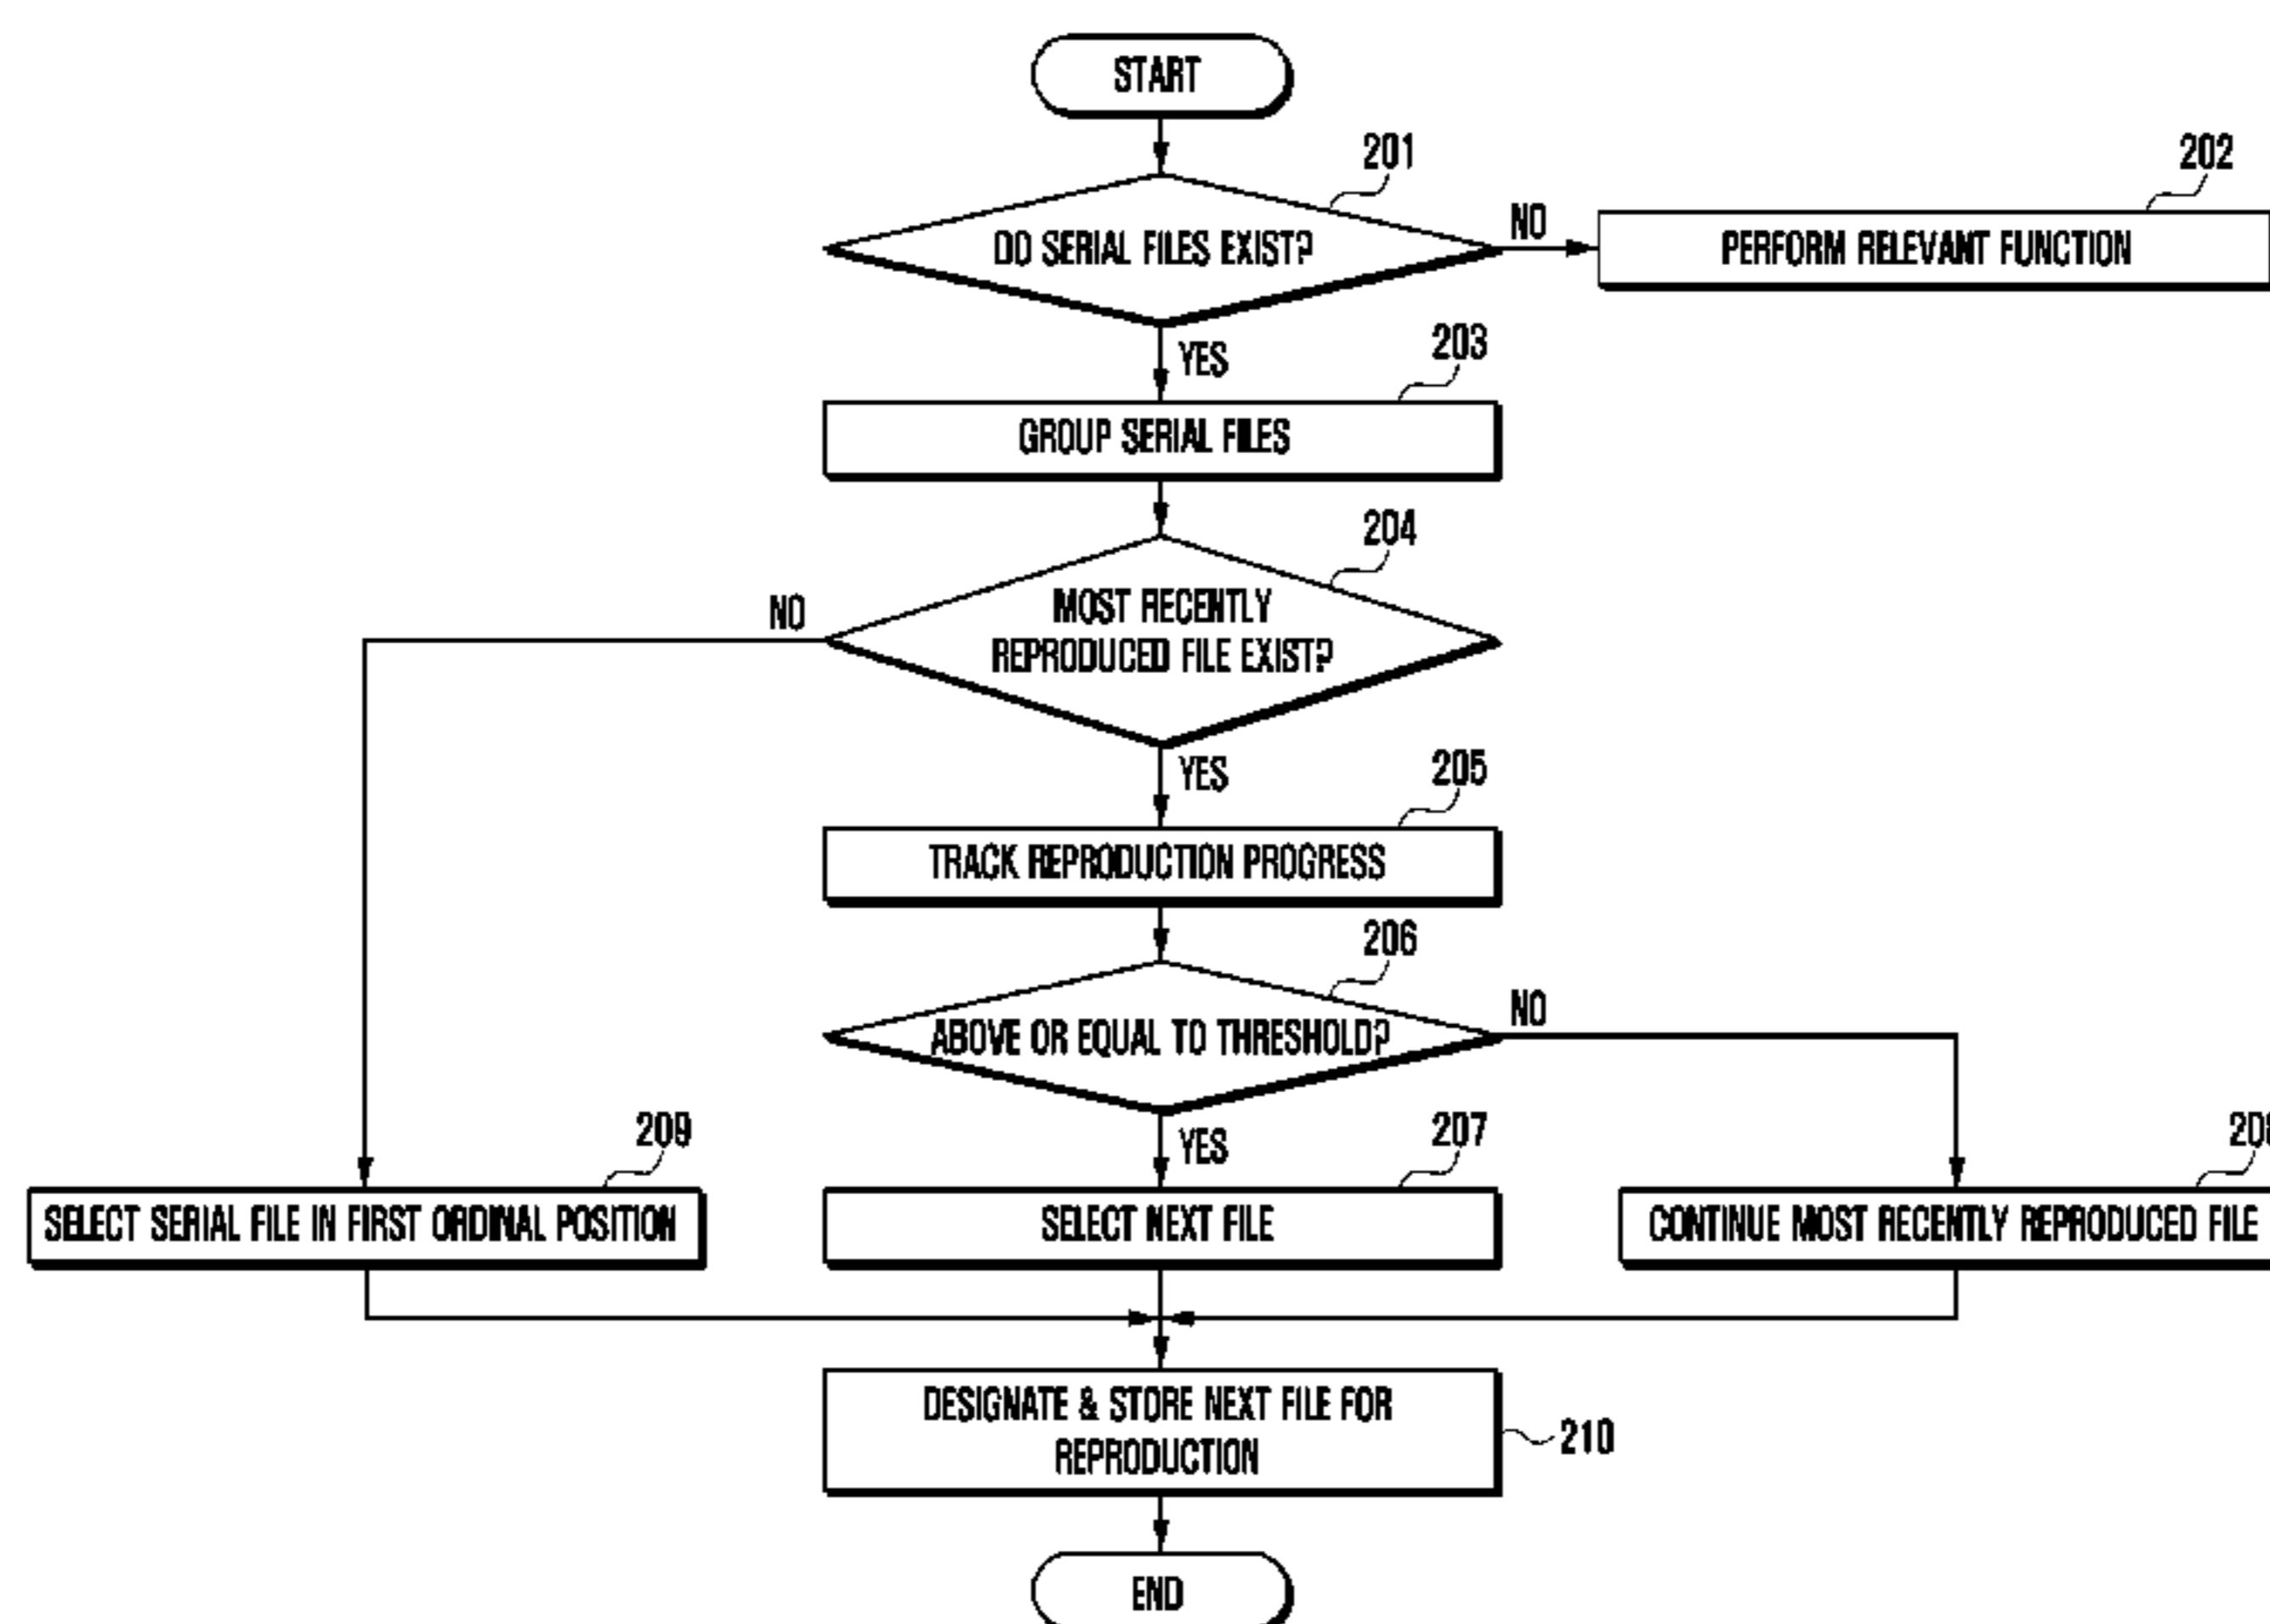 START
201
202
DO SERIAL FILES EXIST?
NO
PERFORM RELEVANT FUNCTION
YES
203
GROUP SERIAL FILES
204
NO
MOST RECENTLY
REPRODUCED FILE EXIST?
YES
205
TRACK REPRODUCTION PROGRESS
206
NO
ABOVE OR EQUAL TO THRESHOLD?
YES
209
207
SELECT SERIAL FILE IN FIRST ORDINAL POSITION
SELECT NEXT FILE
CONTINUE MOST RECENTLY REPRODUCED FILE
DESIGNATE & STORE NEXT FILE FOR
REPRODUCTION
210
END